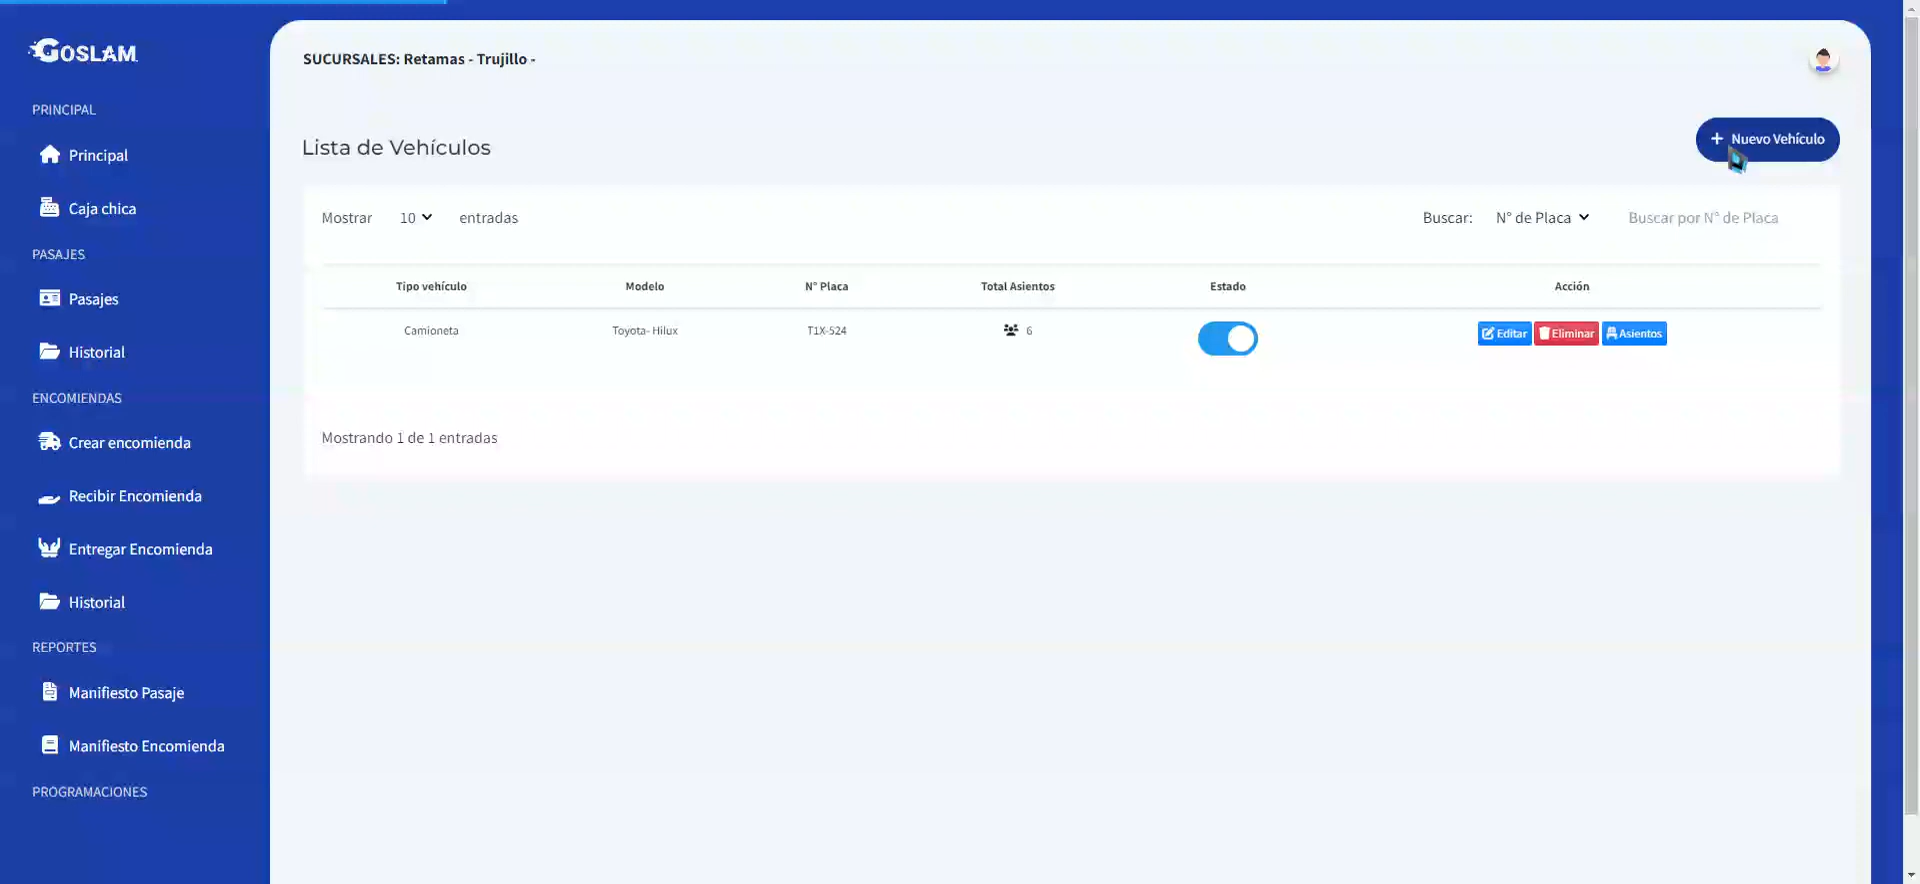 GOSLAM
SUCURSALES: Retamas - Trujillo -
PRINCIPAL
Principal
Caja chica
PASAJES
Pasajes
Historial
ENCOMIENDAS
Crear encomienda
Recibir Encomienda
Entregar Encomienda
Historial
REPORTES
Manifiesto Pasaje
Manifiesto Encomienda
PROGRAMACIONES
Lista de Vehículos
+ Nuevo Vehículo
Mostrar 10 entradas
Buscar: N° de Placa Buscar por N° de Placa
Tipo vehículo Modelo N° Placa Total Asientos Estado Acción
Camioneta Toyota- Hilux T1X-524 6 Editar Eliminar Asientos
Mostrando 1 de 1 entradas